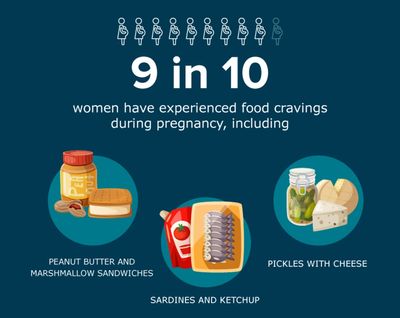 9 in 10
women have experienced food cravings
during pregnancy, including
PEANUT BUTTER AND
MARSHMALLOW SANDWICHES
SARDINES AND KETCHUP
PICKLES WITH CHEESE